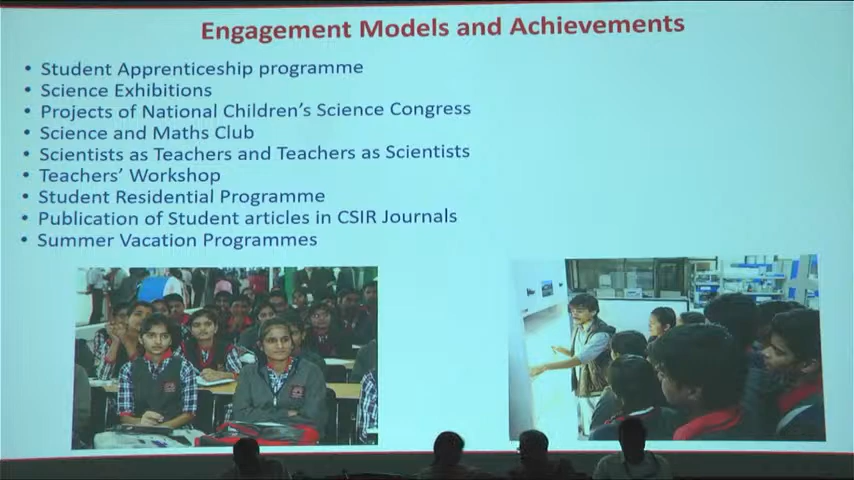 Engagement Models and Achievements
• Student Apprenticeship programme
• Science Exhibitions
• Projects of National Children's Science Congress
• Science and Maths Club
• Scientists as Teachers and Teachers as Scientists
• Teachers' Workshop
• Student Residential Programme
• Publication of Student articles in CSIR Journals
• Summer Vacation Programmes